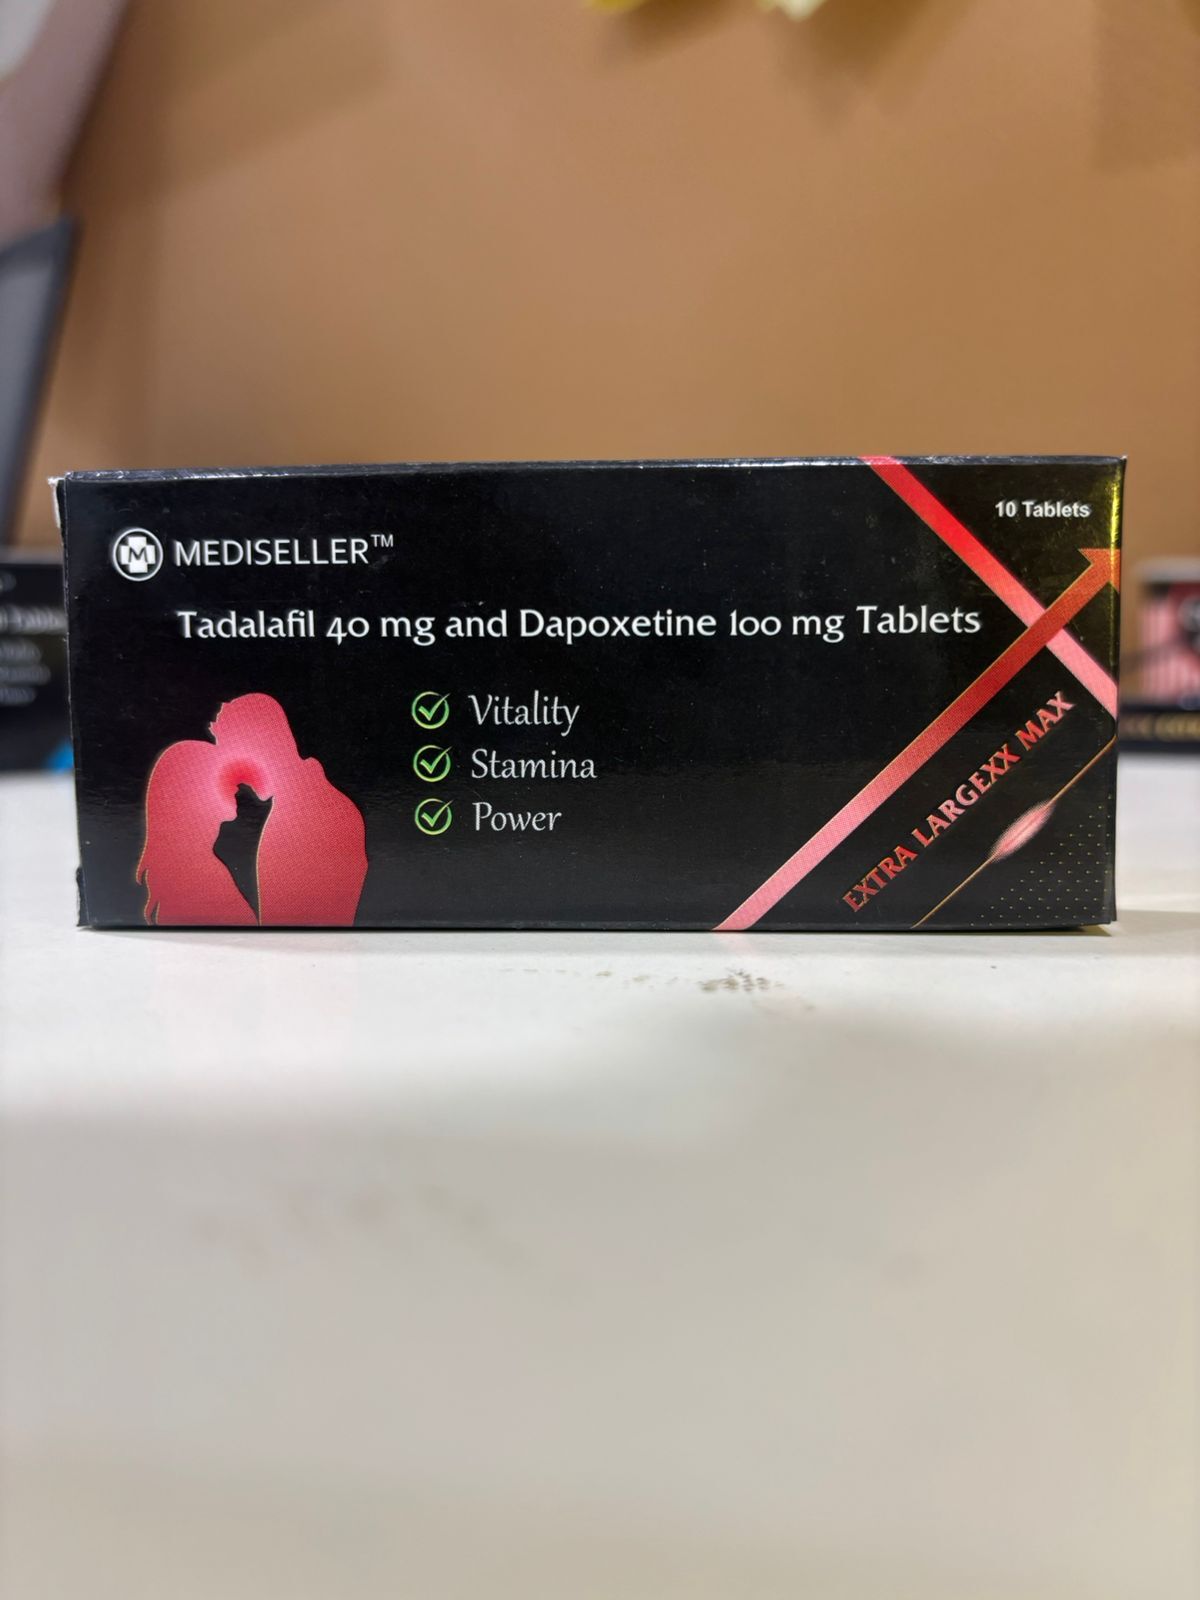 10 Tablets
M MEDISELLER™
Tadalafil 40 mg and Dapoxetine 100 mg Tablets
Vitality
Stamina
Power
EXTRA LARGEXX MAX